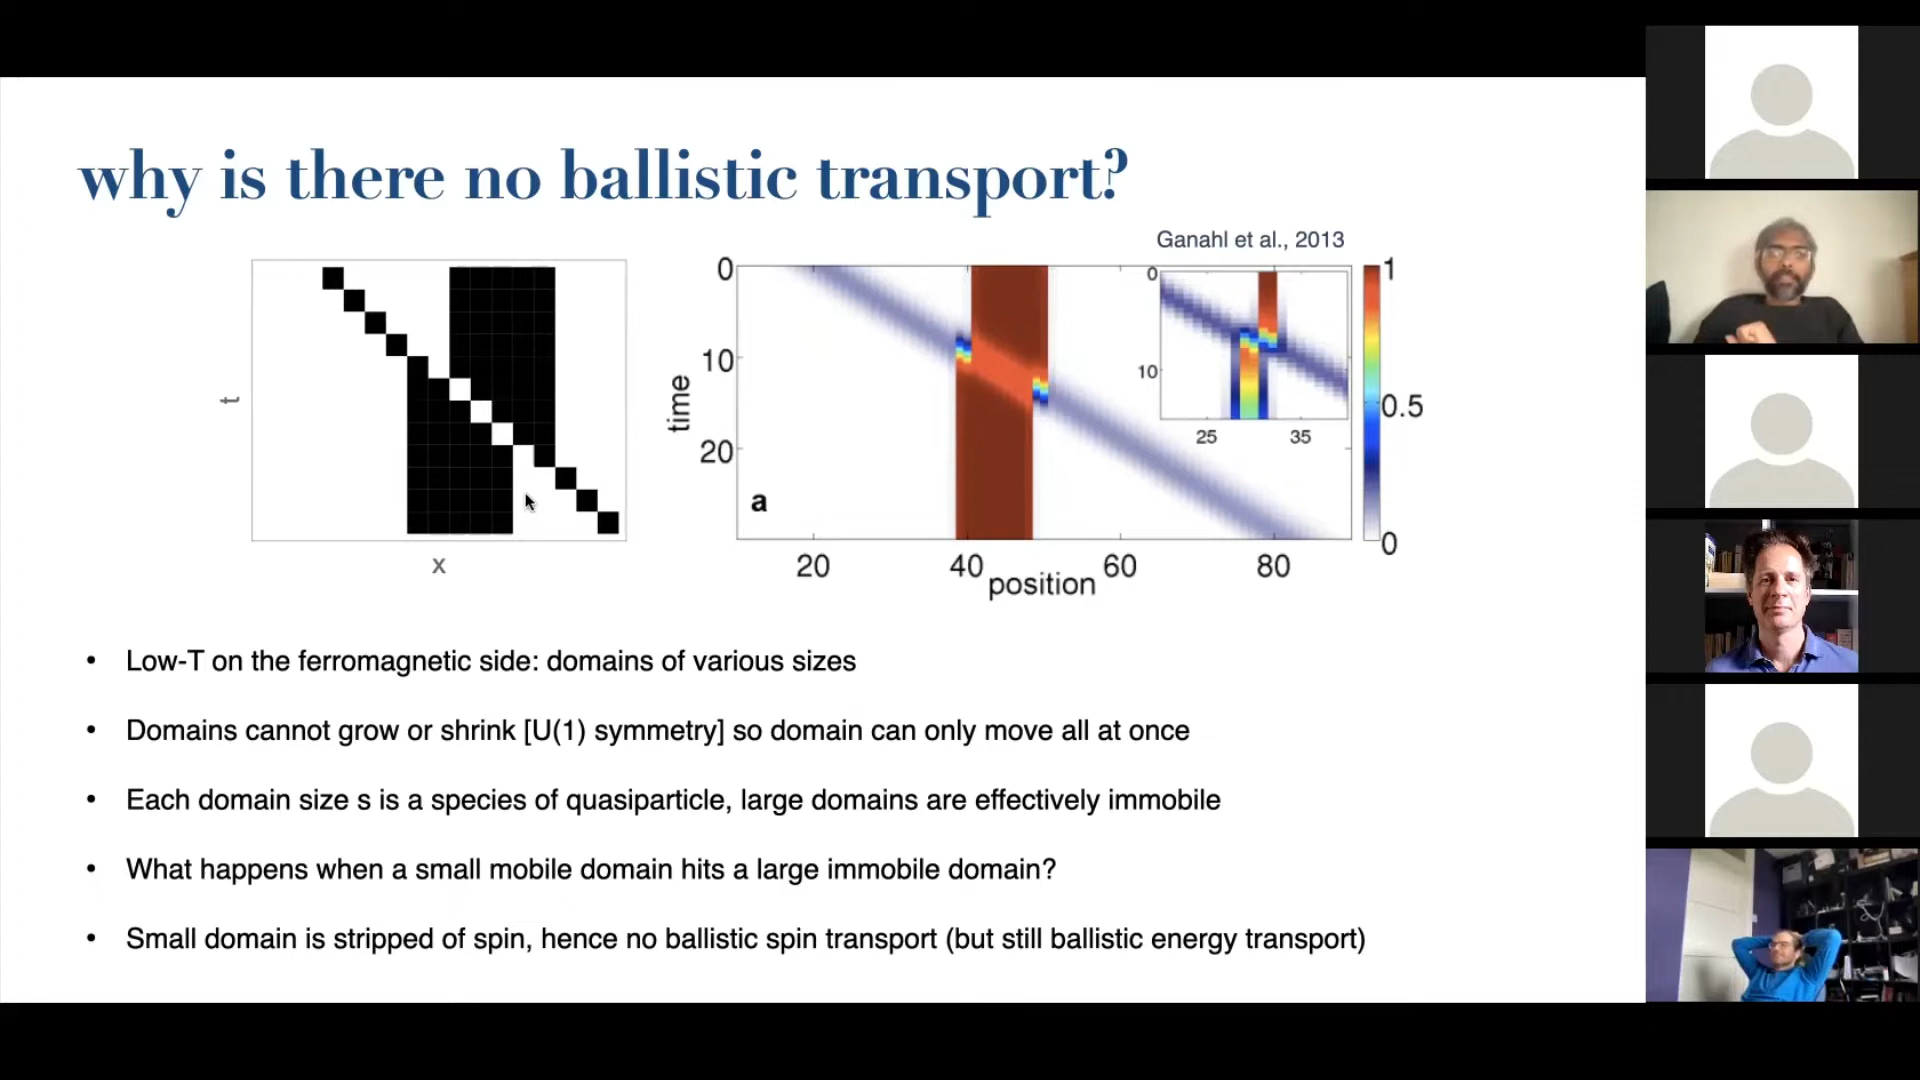 why is there no ballistic transport?
Ganahl et al., 2013
t
x
time
0
10
20
a
20
40
60
80
position
0
10
25
35
1
0.5
0
• Low-T on the ferromagnetic side: domains of various sizes
• Domains cannot grow or shrink [U(1) symmetry] so domain can only move all at once
• Each domain size s is a species of quasiparticle, large domains are effectively immobile
• What happens when a small mobile domain hits a large immobile domain?
• Small domain is stripped of spin, hence no ballistic spin transport (but still ballistic energy transport)